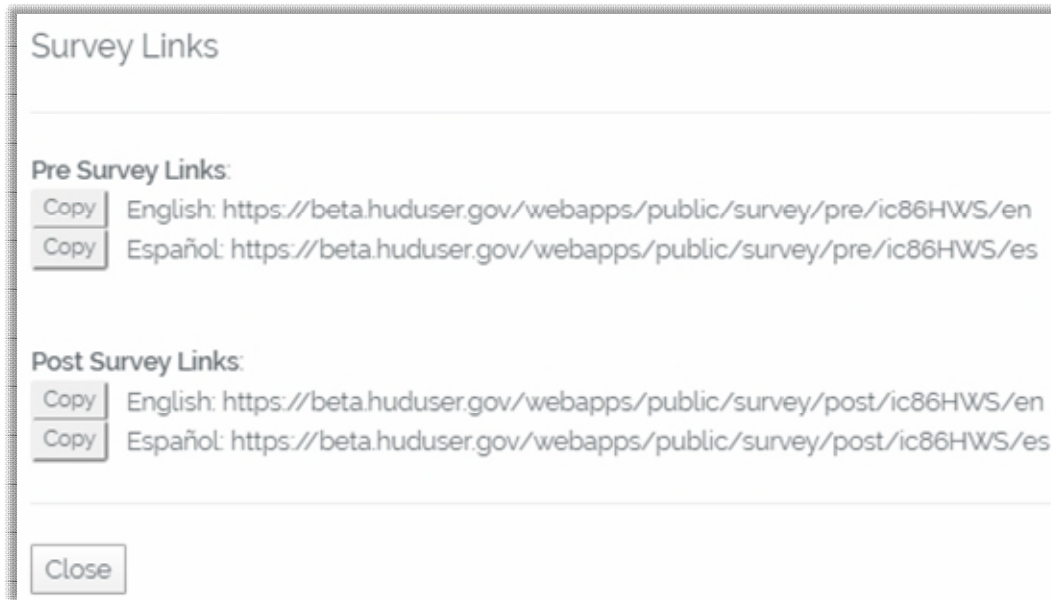 Survey Links
Pre Survey Links:
Copy English: https://beta.huduser.gov/webapps/public/survey/pre/ic86HWS/en
Copy Español: https://beta.huduser.gov/webapps/public/survey/pre/ic86HWS/es
Post Survey Links:
Copy English: https://beta.huduser.gov/webapps/public/survey/post/ic86HWS/en
Copy Español: https://beta.huduser.gov/webapps/public/survey/post/ic86HWS/es
Close